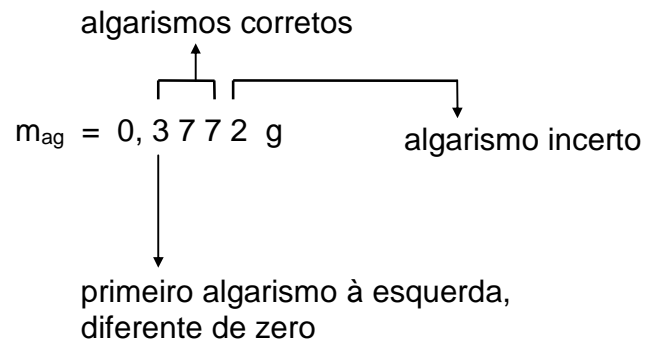 algarismos corretos
m_ag = 0, 3 7 7 2 g
algarismo incerto
primeiro algarismo à esquerda,
diferente de zero